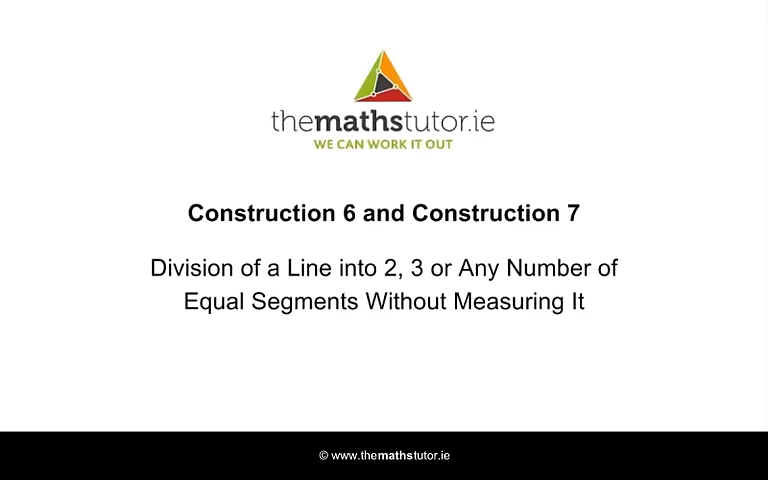 themathstutor.ie
WE CAN WORK IT OUT
Construction 6 and Construction 7
Division of a Line into 2, 3 or Any Number of
Equal Segments Without Measuring It
© www.themathstutor.ie